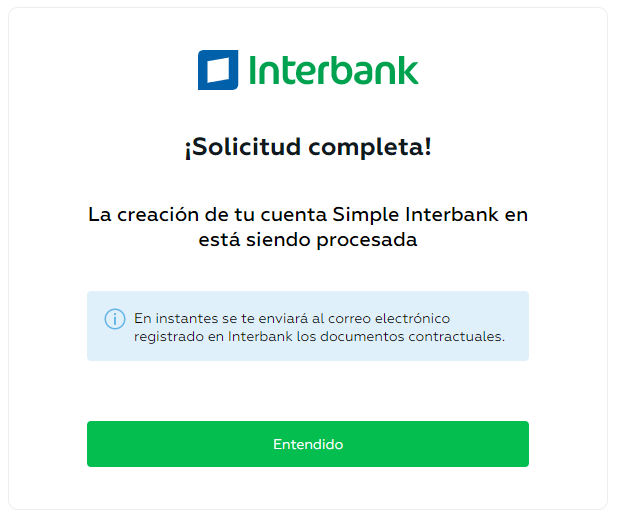 Interbank
¡Solicitud completa!
La creación de tu cuenta Simple Interbank en
está siendo procesada
En instantes se te enviará al correo electrónico
registrado en Interbank los documentos contractuales.
Entendido